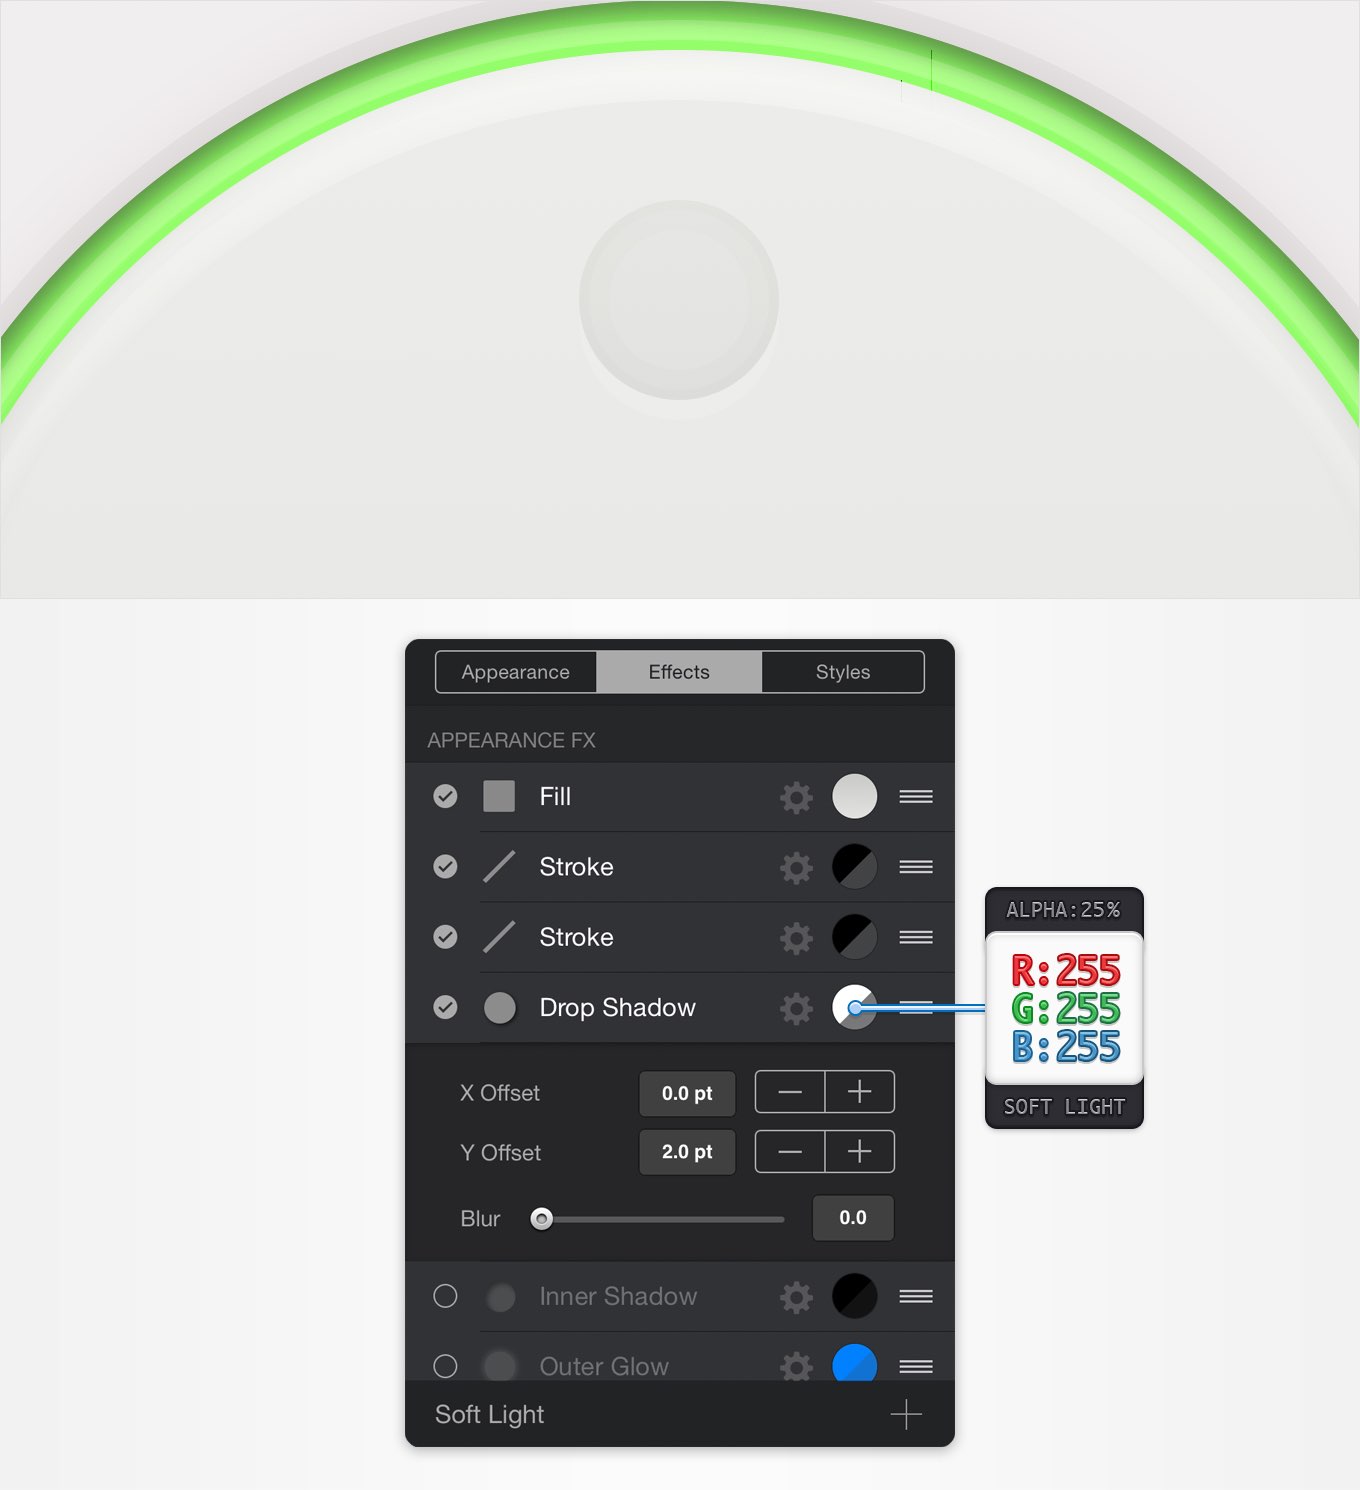 Appearance Effects Styles
APPEARANCE FX
Fill
Stroke
Stroke
Drop Shadow
X Offset 0.0 pt
Y Offset 2.0 pt
Blur 0.0
Inner Shadow
Outer Glow
Soft Light
ALPHA:25%
R:255
G:255
B:255
SOFT LIGHT